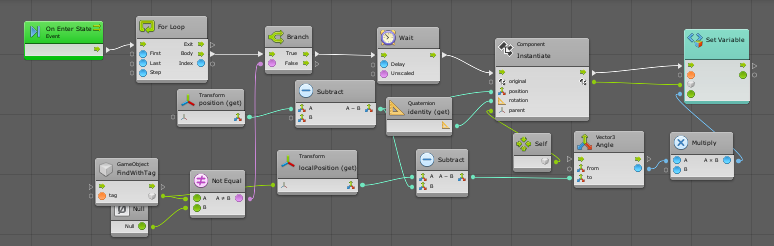 On Enter State
Event
For Loop
Exit
First
Body
Last
Index
Step
Branch
True
False
Wait
Delay
Unscaled
Component
Instantiate
original
position
rotation
parent
Set Variable
Transform
position (get)
Subtract
A
A − B
B
Quaternion
identity (get)
Self
Vector3
Angle
from
to
Multiply
A
A × B
B
GameObject
FindWithTag
tag
Null
Null
Not Equal
A
A ≠ B
B
Transform
localPosition (get)
Subtract
A
A − B
B